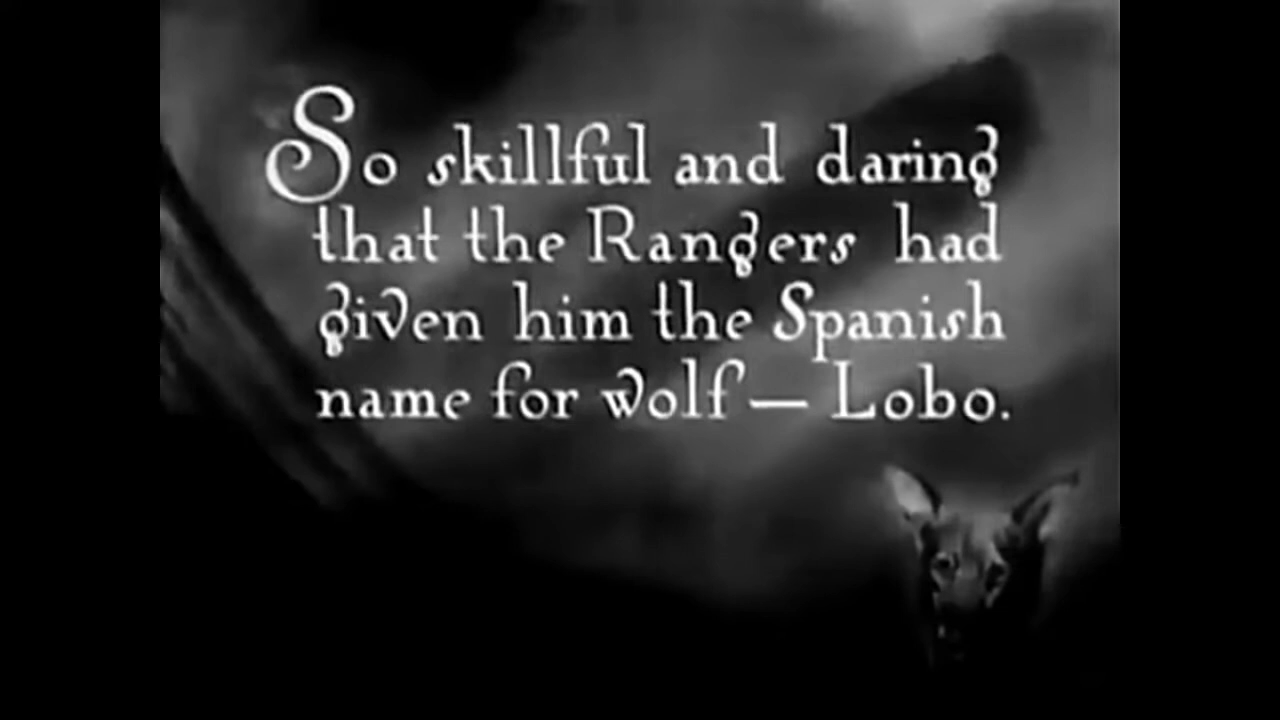 So skillful and daring
that the Rangers had
given him the Spanish
name for wolf — Lobo.